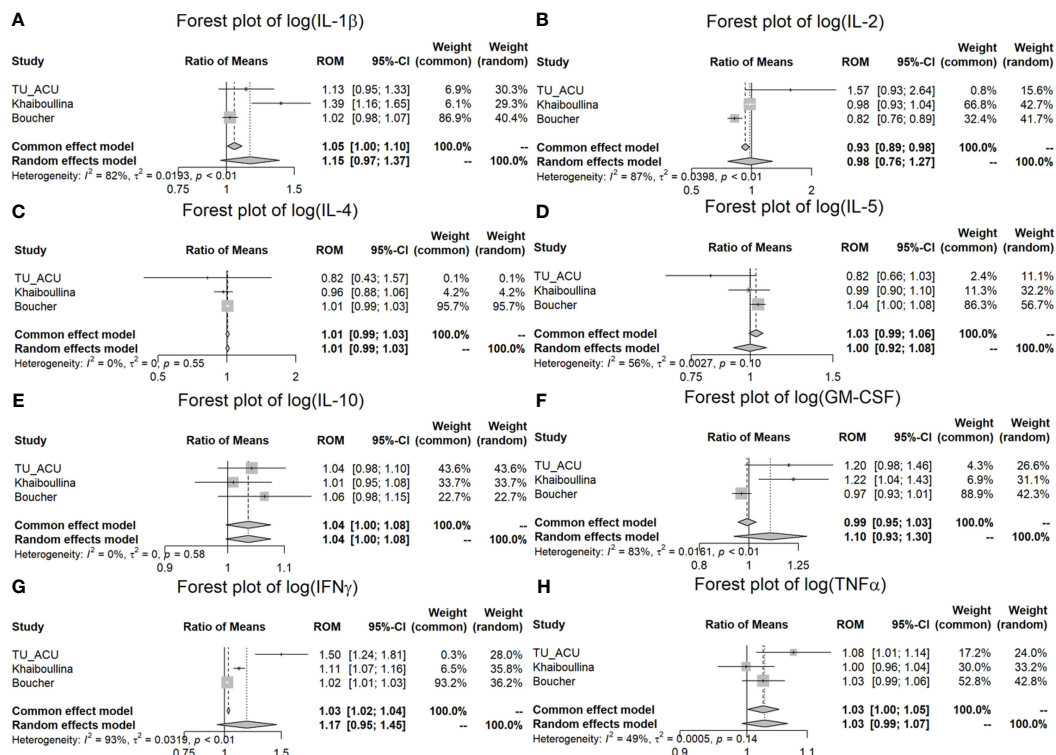 A
Forest plot of log(IL-1β)
Weight Weight
Study Ratio of Means ROM 95%-CI (common) (random)
TU_ACU 1.13 [0.95; 1.33] 6.9% 30.3%
Khaiboullina 1.39 [1.16; 1.65] 6.1% 29.3%
Boucher 1.02 [0.98; 1.07] 86.9% 40.4%
Common effect model 1.05 [1.00; 1.10] 100.0% --
Random effects model 1.15 [0.97; 1.37] -- 100.0%
Heterogeneity: I² = 82%, τ² = 0.0193, p < 0.01
0.75 1 1.5
B
Forest plot of log(IL-2)
Weight Weight
Study Ratio of Means ROM 95%-CI (common) (random)
TU_ACU 1.57 [0.93; 2.64] 0.8% 15.6%
Khaiboullina 0.98 [0.93; 1.04] 66.8% 42.7%
Boucher 0.82 [0.76; 0.89] 32.4% 41.7%
Common effect model 0.93 [0.89; 0.98] 100.0% --
Random effects model 0.98 [0.76; 1.27] -- 100.0%
Heterogeneity: I² = 87%, τ² = 0.0398, p < 0.01
0.5 1 2
C
Forest plot of log(IL-4)
Weight Weight
Study Ratio of Means ROM 95%-CI (common) (random)
TU_ACU 0.82 [0.43; 1.57] 0.1% 0.1%
Khaiboullina 0.96 [0.88; 1.06] 4.2% 4.2%
Boucher 1.01 [0.99; 1.03] 95.7% 95.7%
Common effect model 1.01 [0.99; 1.03] 100.0% --
Random effects model 1.01 [0.99; 1.03] -- 100.0%
Heterogeneity: I² = 0%, τ² = 0, p = 0.55
0.5 1 2
D
Forest plot of log(IL-5)
Weight Weight
Study Ratio of Means ROM 95%-CI (common) (random)
TU_ACU 0.82 [0.66; 1.03] 2.4% 11.1%
Khaiboullina 0.99 [0.90; 1.10] 11.3% 32.2%
Boucher 1.04 [1.00; 1.08] 86.3% 56.7%
Common effect model 1.03 [0.99; 1.06] 100.0% --
Random effects model 1.00 [0.92; 1.08] -- 100.0%
Heterogeneity: I² = 56%, τ² = 0.0027, p = 0.10
0.75 1 1.5
E
Forest plot of log(IL-10)
Weight Weight
Study Ratio of Means ROM 95%-CI (common) (random)
TU_ACU 1.04 [0.98; 1.10] 43.6% 43.6%
Khaiboullina 1.01 [0.95; 1.08] 33.7% 33.7%
Boucher 1.06 [0.98; 1.15] 22.7% 22.7%
Common effect model 1.04 [1.00; 1.08] 100.0% --
Random effects model 1.04 [1.00; 1.08] -- 100.0%
Heterogeneity: I² = 0%, τ² = 0, p = 0.58
0.9 1 1.1
F
Forest plot of log(GM-CSF)
Weight Weight
Study Ratio of Means ROM 95%-CI (common) (random)
TU_ACU 1.20 [0.98; 1.46] 4.3% 26.6%
Khaiboullina 1.22 [1.04; 1.43] 6.9% 31.1%
Boucher 0.97 [0.93; 1.01] 88.9% 42.3%
Common effect model 0.99 [0.95; 1.03] 100.0% --
Random effects model 1.10 [0.93; 1.30] -- 100.0%
Heterogeneity: I² = 83%, τ² = 0.0161, p < 0.01
0.8 1 1.25
G
Forest plot of log(IFNγ)
Weight Weight
Study Ratio of Means ROM 95%-CI (common) (random)
TU_ACU 1.50 [1.24; 1.81] 0.3% 28.0%
Khaiboullina 1.11 [1.07; 1.16] 6.5% 35.8%
Boucher 1.02 [1.01; 1.03] 93.2% 36.2%
Common effect model 1.03 [1.02; 1.04] 100.0% --
Random effects model 1.17 [0.95; 1.45] -- 100.0%
Heterogeneity: I² = 93%, τ² = 0.0319, p < 0.01
0.75 1 1.5
H
Forest plot of log(TNFα)
Weight Weight
Study Ratio of Means ROM 95%-CI (common) (random)
TU_ACU 1.08 [1.01; 1.14] 17.2% 24.0%
Khaiboullina 1.00 [0.96; 1.04] 30.0% 33.2%
Boucher 1.03 [0.99; 1.06] 52.8% 42.8%
Common effect model 1.03 [1.00; 1.05] 100.0% --
Random effects model 1.03 [0.99; 1.07] -- 100.0%
Heterogeneity: I² = 49%, τ² = 0.0005, p = 0.14
0.9 1 1.1